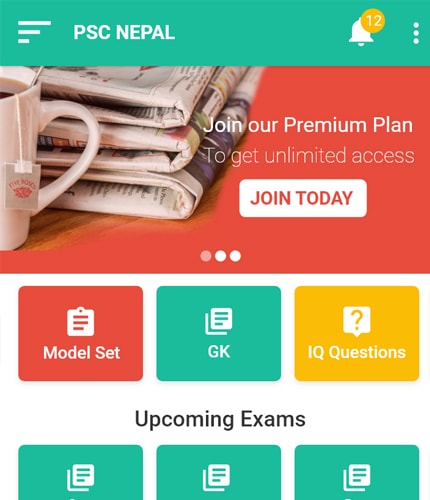 PSC NEPAL
12
Join our Premium Plan
To get unlimited access
JOIN TODAY
Model Set
GK
IQ Questions
Upcoming Exams